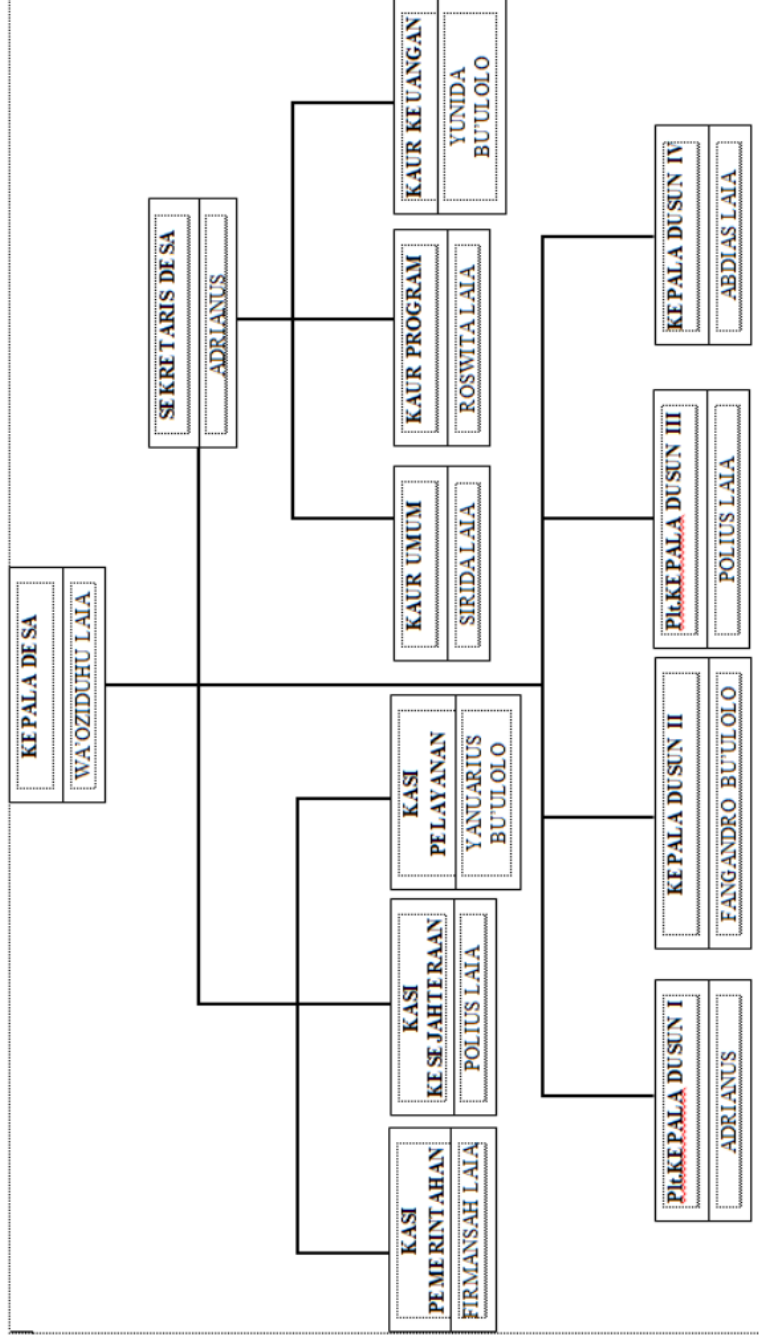 KEPALA DESA
WA'OZIDUHU LAIA
SEKRETARIS DESA
ADRIANUS
KASI
PEMERINTAHAN
FIRMANSAH LAIA
KASI
KESEJAHTERAAN
POLIUS LAIA
KASI
PELAYANAN
YANUARIUS
BU'ULOLO
KAUR UMUM
SIRIDA LAIA
KAUR PROGRAM
ROSWITA LAIA
KAUR KEUANGAN
YUNIDA
BU'ULOLO
Plt.KEPALA DUSUN I
ADRIANUS
KEPALA DUSUN II
FANGANDRO BU'ULOLO
Plt.KEPALA DUSUN III
POLIUS LAIA
KEPALA DUSUN IV
ABDIAS LAIA